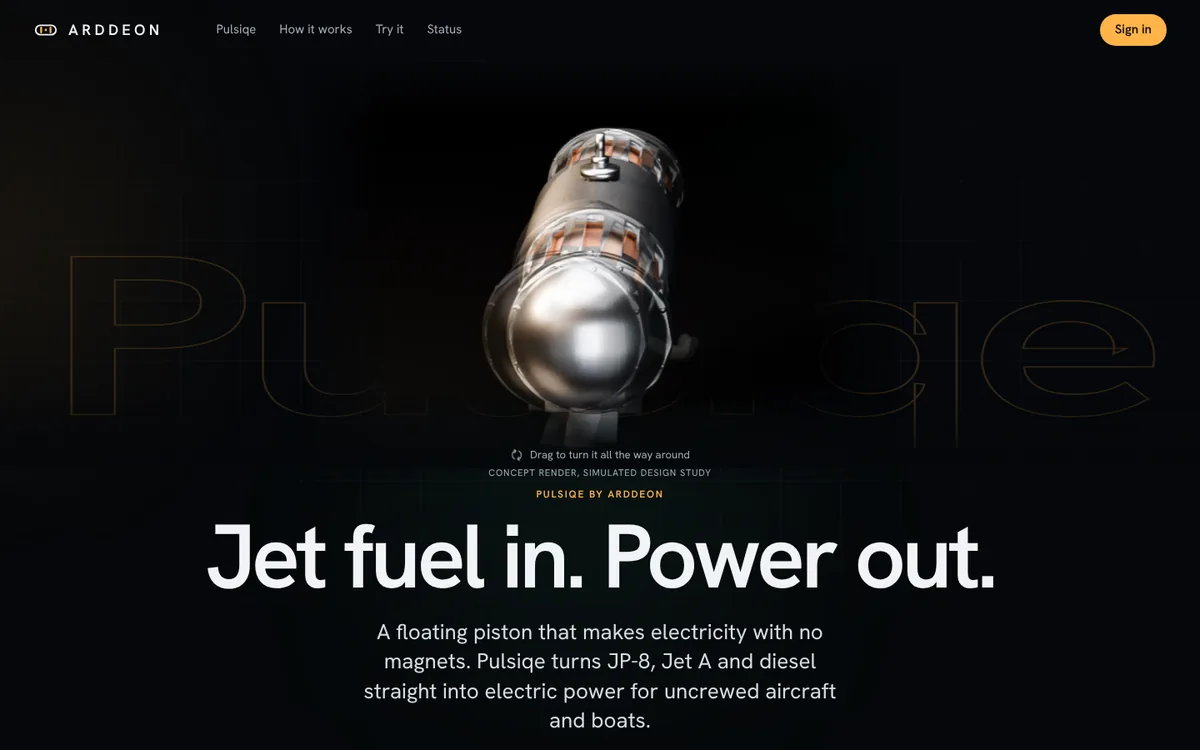 ARDDEON
Pulsiqe
How it works
Try it
Status
Sign in
Pulsiqe
Drag to turn it all the way around
CONCEPT RENDER, SIMULATED DESIGN STUDY
PULSIQE BY ARDDEON
Jet fuel in. Power out.
A floating piston that makes electricity with no
magnets. Pulsiqe turns JP-8, Jet A and diesel
straight into electric power for uncrewed aircraft
and boats.